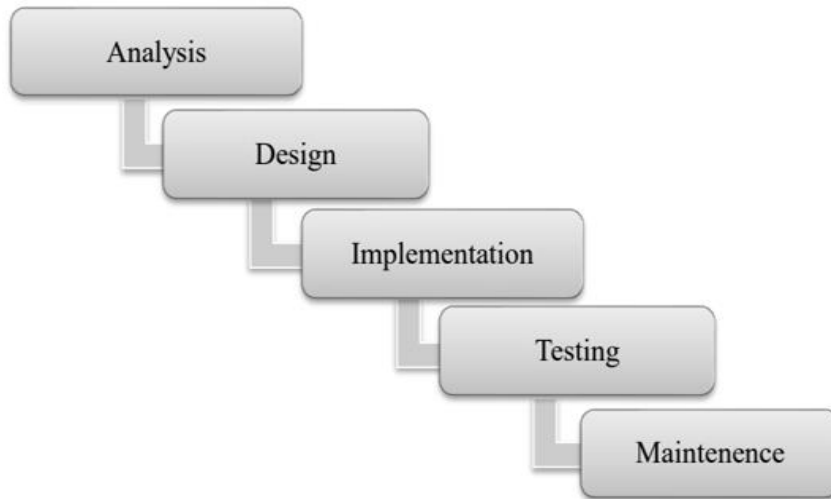 Analysis
Design
Implementation
Testing
Maintenence